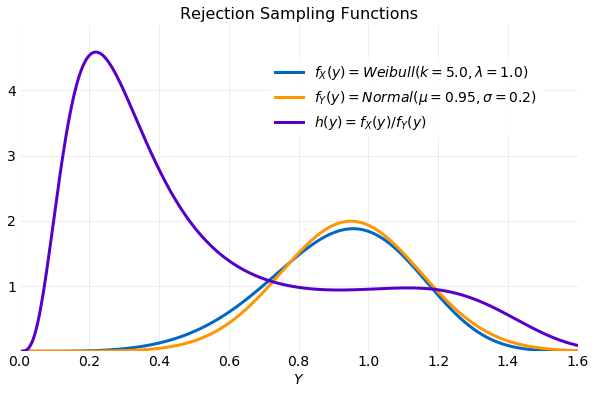 Rejection Sampling Functions
f_X(y) = Weibull(k = 5.0, λ = 1.0)
f_Y(y) = Normal(μ = 0.95, σ = 0.2)
h(y) = f_X(y)/f_Y(y)
4
3
2
1
0.0 0.2 0.4 0.6 0.8 1.0 1.2 1.4 1.6
Y